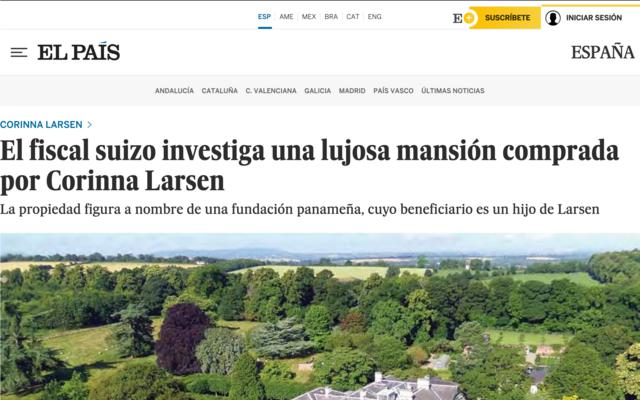 ESP AME MEX BRA CAT ENG
E+ SUSCRÍBETE INICIAR SESIÓN
EL PAÍS ESPAÑA
ANDALUCÍA CATALUÑA C. VALENCIANA GALICIA MADRID PAÍS VASCO ÚLTIMAS NOTICIAS
CORINNA LARSEN >
El fiscal suizo investiga una lujosa mansión comprada
por Corinna Larsen
La propiedad figura a nombre de una fundación panameña, cuyo beneficiario es un hijo de Larsen